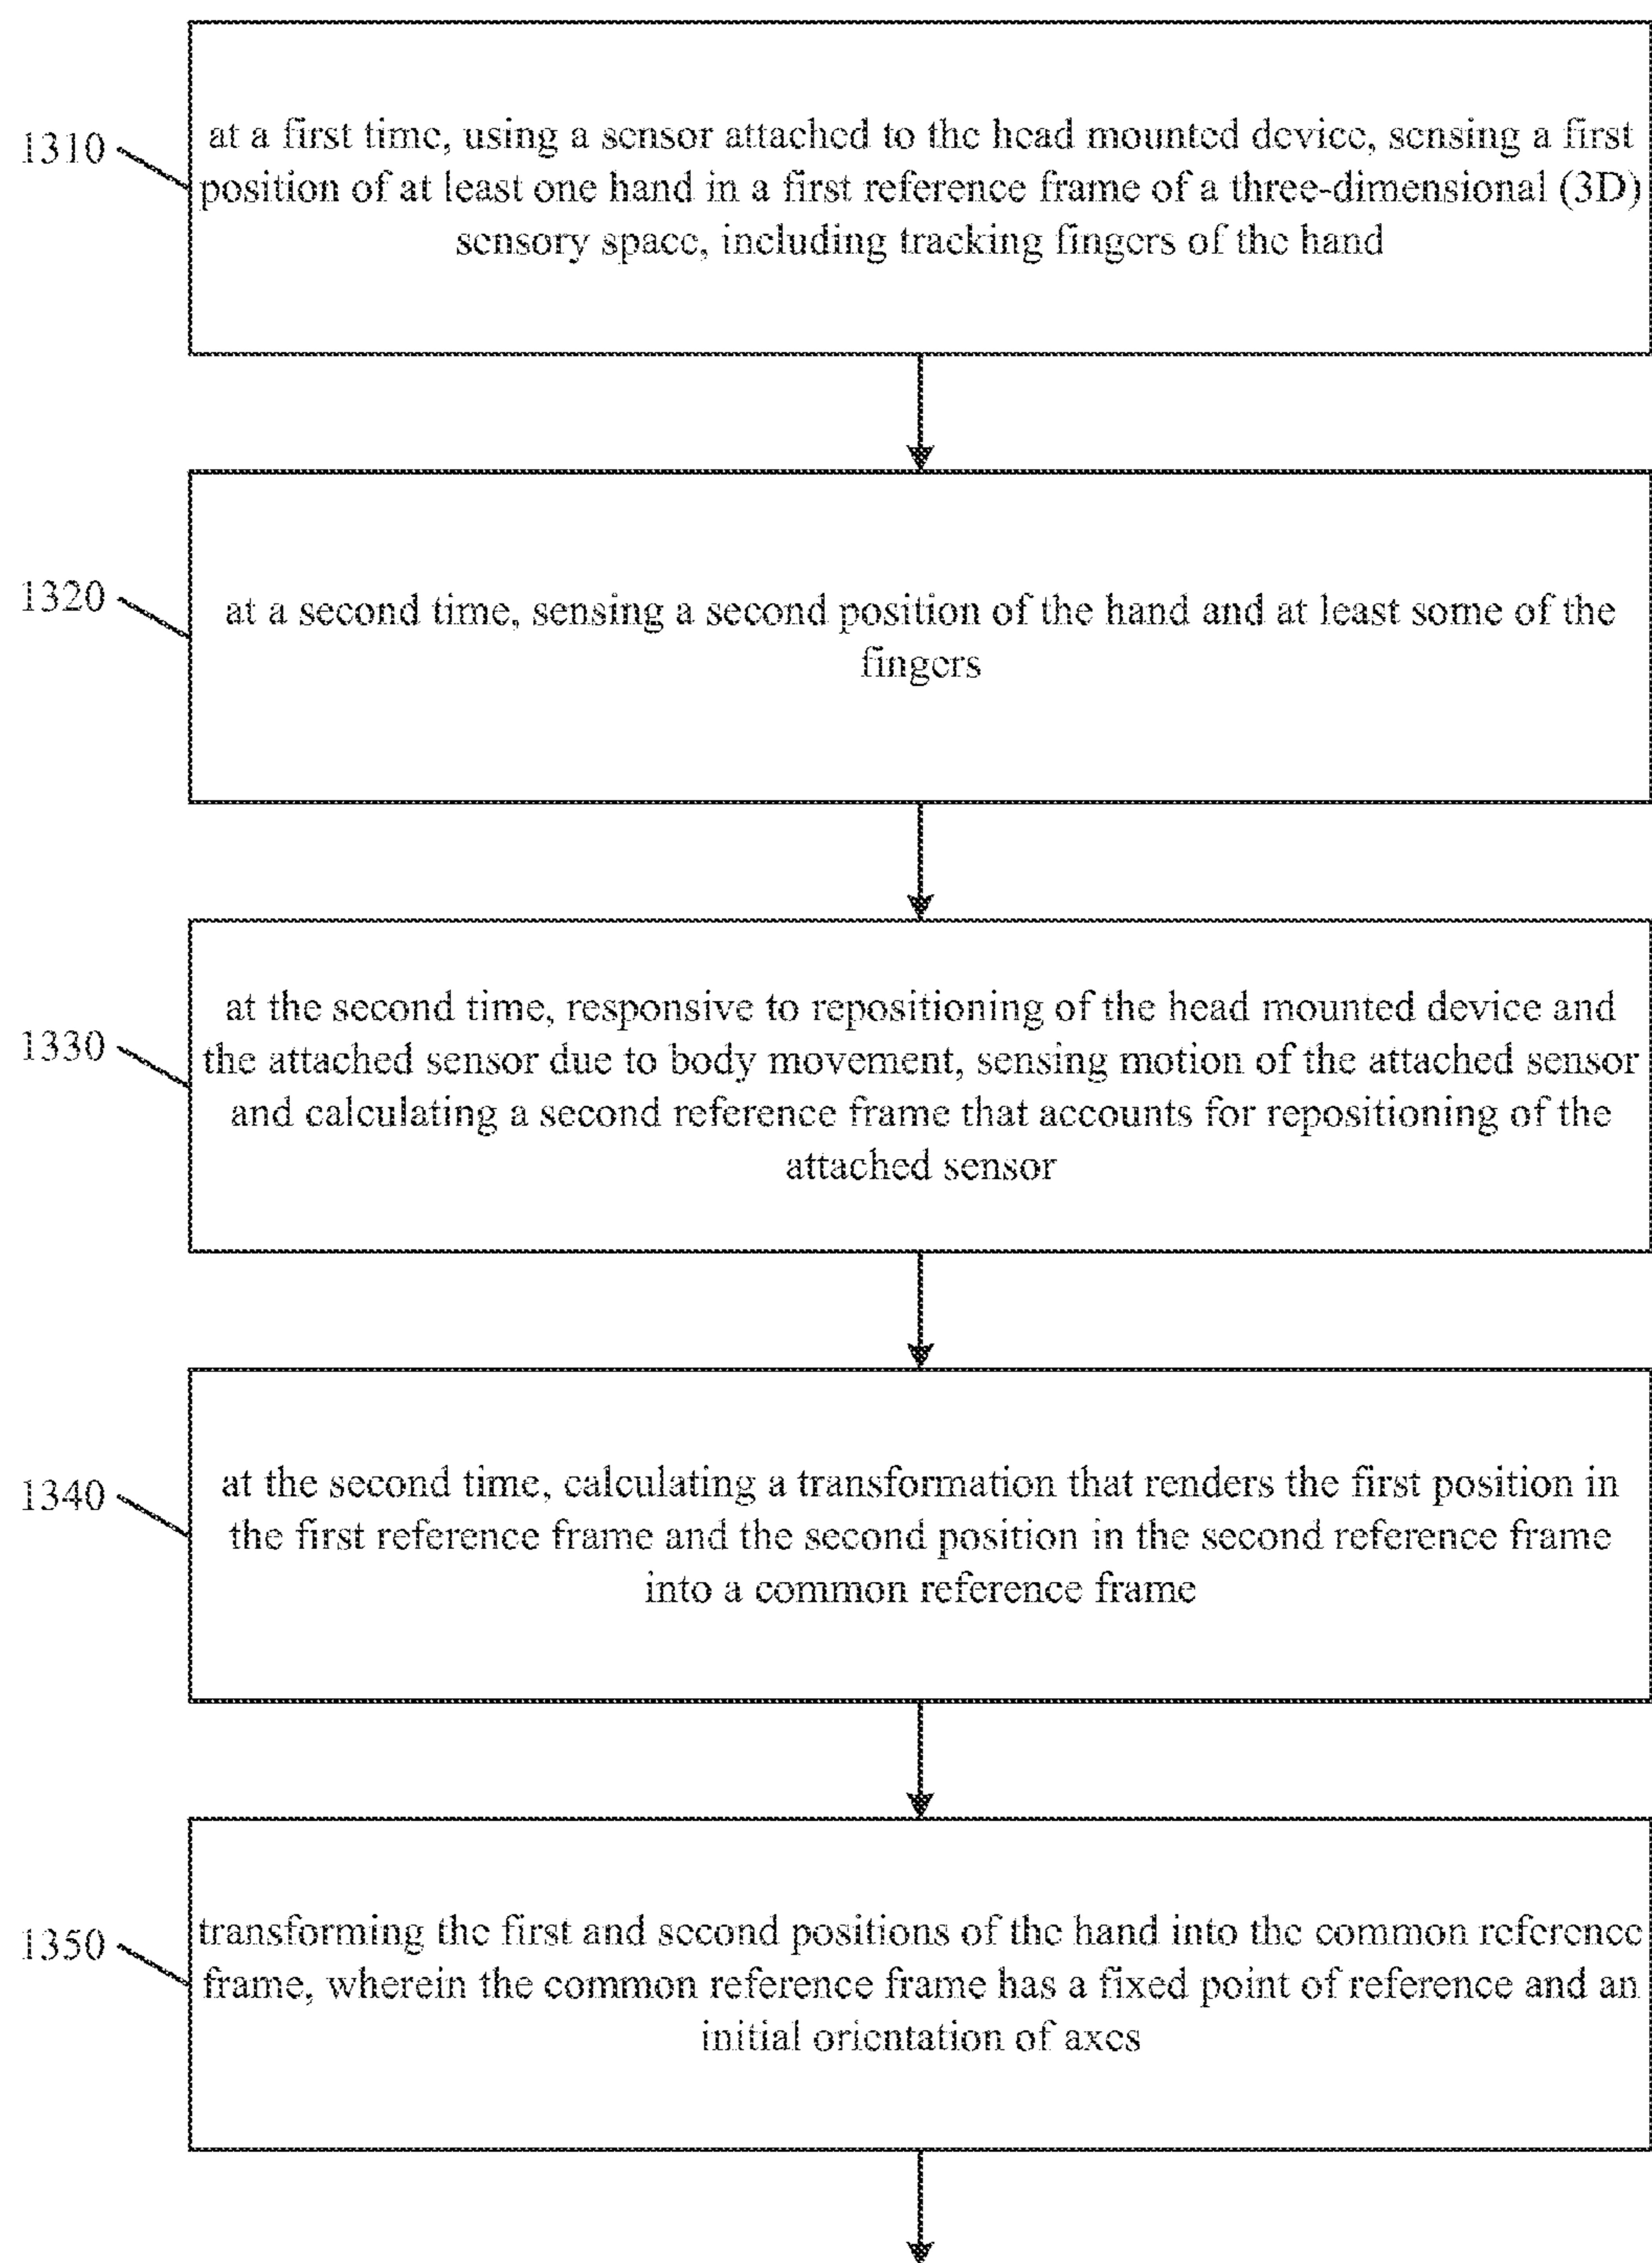 1310
at a first time, using a sensor attached to the head mounted device, sensing a first
position of at least one hand in a first reference frame of a three-dimensional (3D)
sensory space, including tracking fingers of the hand
1320
at a second time, sensing a second position of the hand and at least some of the
fingers
1330
at the second time, responsive to repositioning of the head mounted device and
the attached sensor due to body movement, sensing motion of the attached sensor
and calculating a second reference frame that accounts for repositioning of the
attached sensor
1340
at the second time, calculating a transformation that renders the first position in
the first reference frame and the second position in the second reference frame
into a common reference frame
1350
transforming the first and second positions of the hand into the common reference
frame, wherein the common reference frame has a fixed point of reference and an
initial orientation of axes